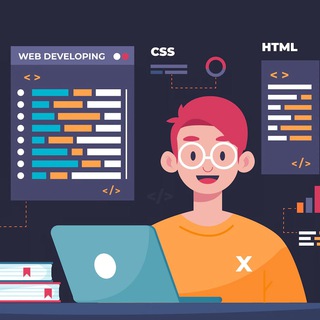 WEB DEVELOPING
< >
</>
CSS
HTML
< >
</>
</>
X